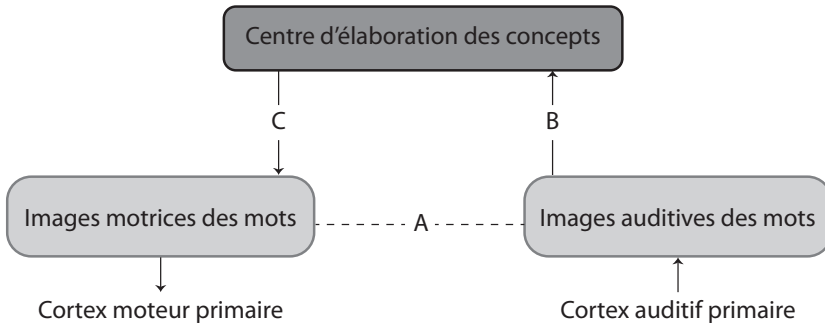 Centre d’élaboration des concepts
C
B
Images motrices des mots
A
Images auditives des mots
Cortex moteur primaire
Cortex auditif primaire